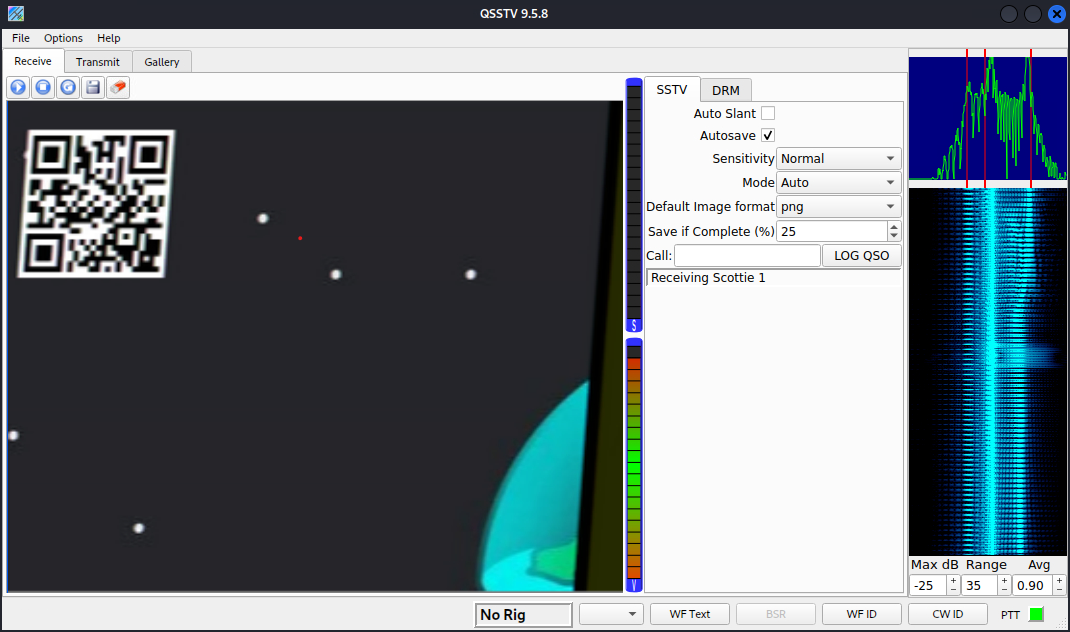 QSSTV 9.5.8
File Options Help
Receive Transmit Gallery
SSTV DRM
Auto Slant
Autosave
Sensitivity Normal
Mode Auto
Default Image format png
Save if Complete (%) 25
Call: LOG QSO
Receiving Scottie 1
S
V
Max dB Range Avg
-25 + - 35 + - 0.90 + -
No Rig WF Text BSR WF ID CW ID PTT